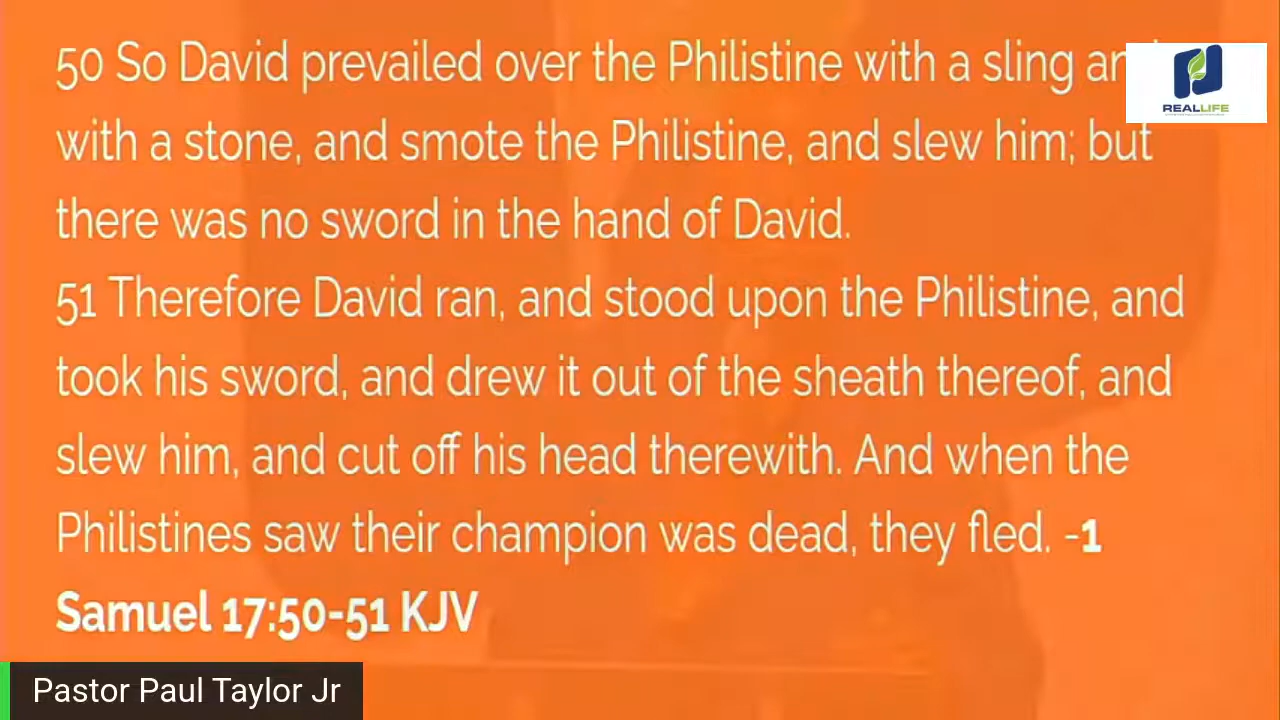 50 So David prevailed over the Philistine with a sling
REALLIFE
with a stone, and smote the Philistine, and slew him; but
there was no sword in the hand of David.
51 Therefore David ran, and stood upon the Philistine, and
took his sword, and drew it out of the sheath thereof, and
slew him, and cut off his head therewith. And when the
Philistines saw their champion was dead, they fled. -1
Samuel 17:50-51 KJV
Pastor Paul Taylor Jr